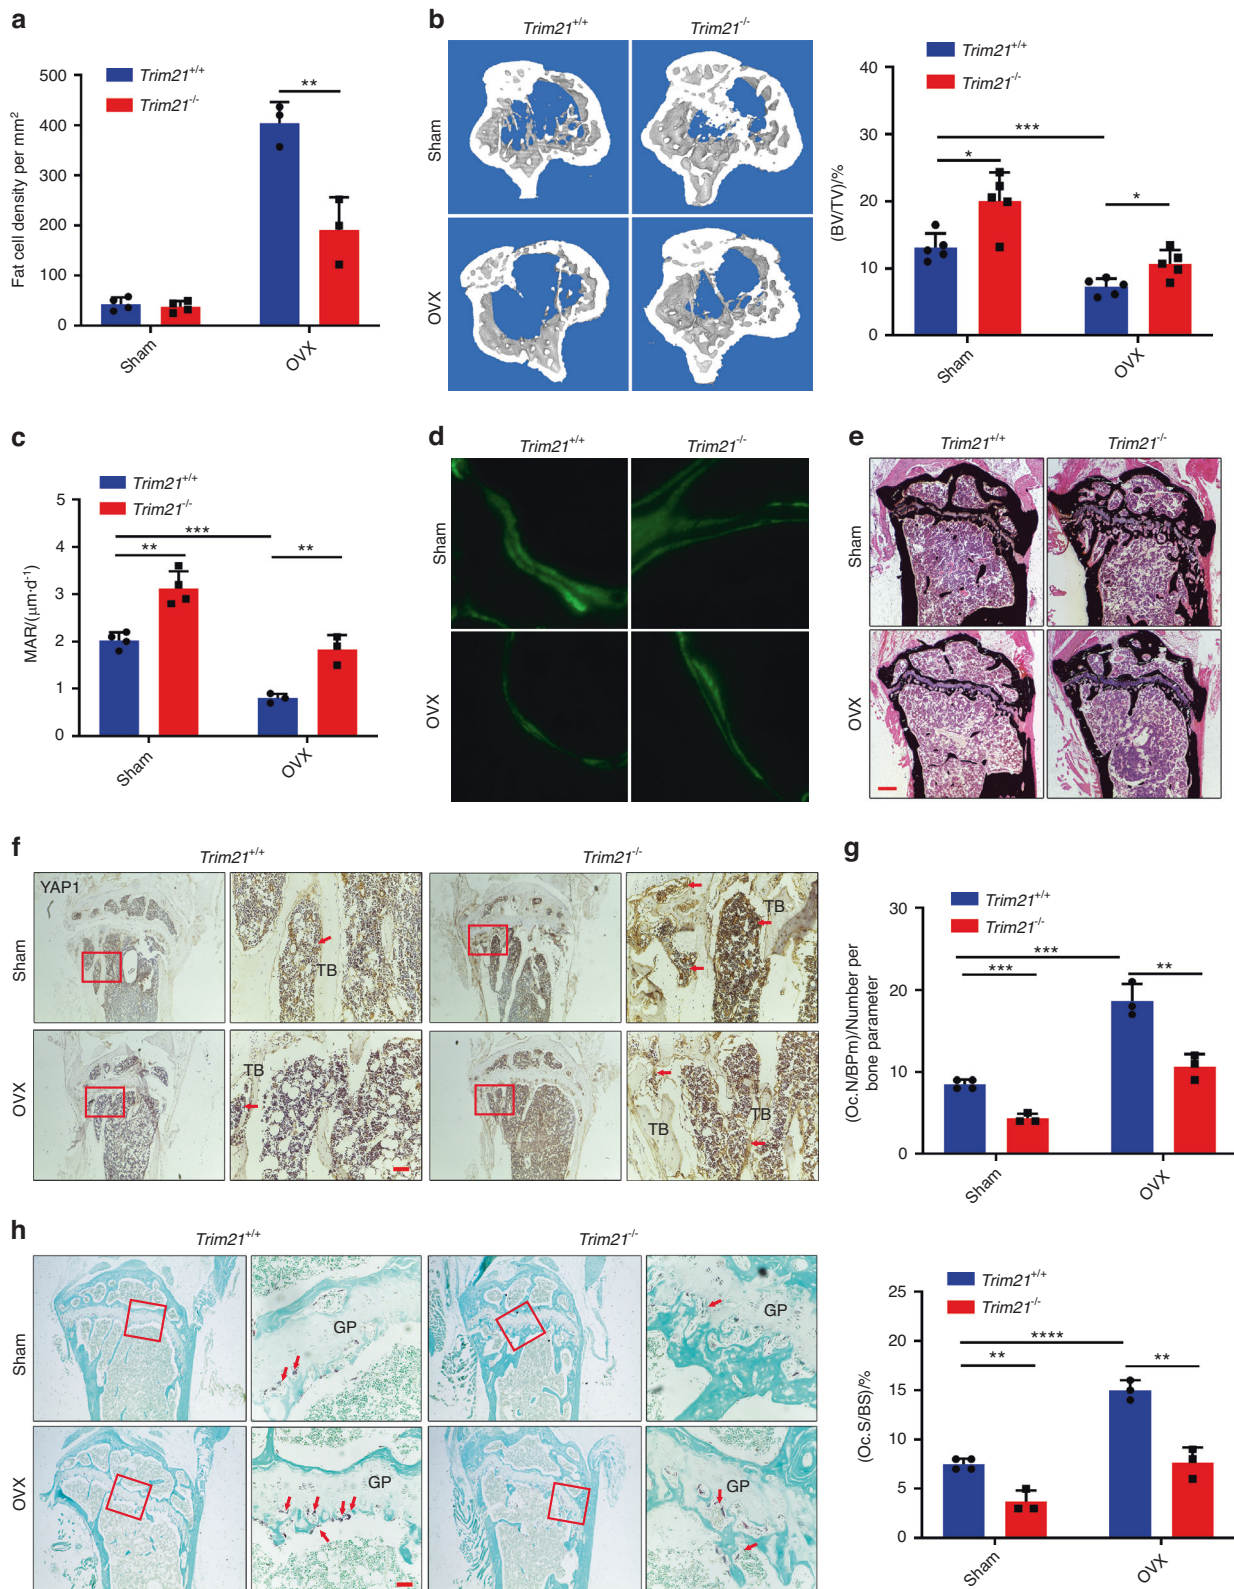 a
Trim21+/+
Trim21-/-
**
Fat cell density per mm²
500
400
300
200
100
0
Sham
OVX
b
Trim21+/+
Trim21-/-
Sham
OVX
Trim21+/+
Trim21-/-
***
*
*
(BV/TV)/%
40
30
20
10
0
Sham
OVX
c
Trim21+/+
Trim21-/-
***
**
**
MAR/(μm·d-1)
5
4
3
2
1
0
Sham
OVX
d
Trim21+/+
Trim21-/-
Sham
OVX
e
Trim21+/+
Trim21-/-
Sham
OVX
f
Trim21+/+
Trim21-/-
YAP1
TB
TB
Sham
TB
TB
TB
OVX
g
Trim21+/+
Trim21-/-
***
***
**
(Oc.N/BPm)/Number per
bone parameter
30
20
10
0
Sham
OVX
h
Trim21+/+
Trim21-/-
Sham
GP
GP
OVX
GP
GP
Trim21+/+
Trim21-/-
****
**
**
(Oc.S/BS)/%
25
20
15
10
5
0
Sham
OVX